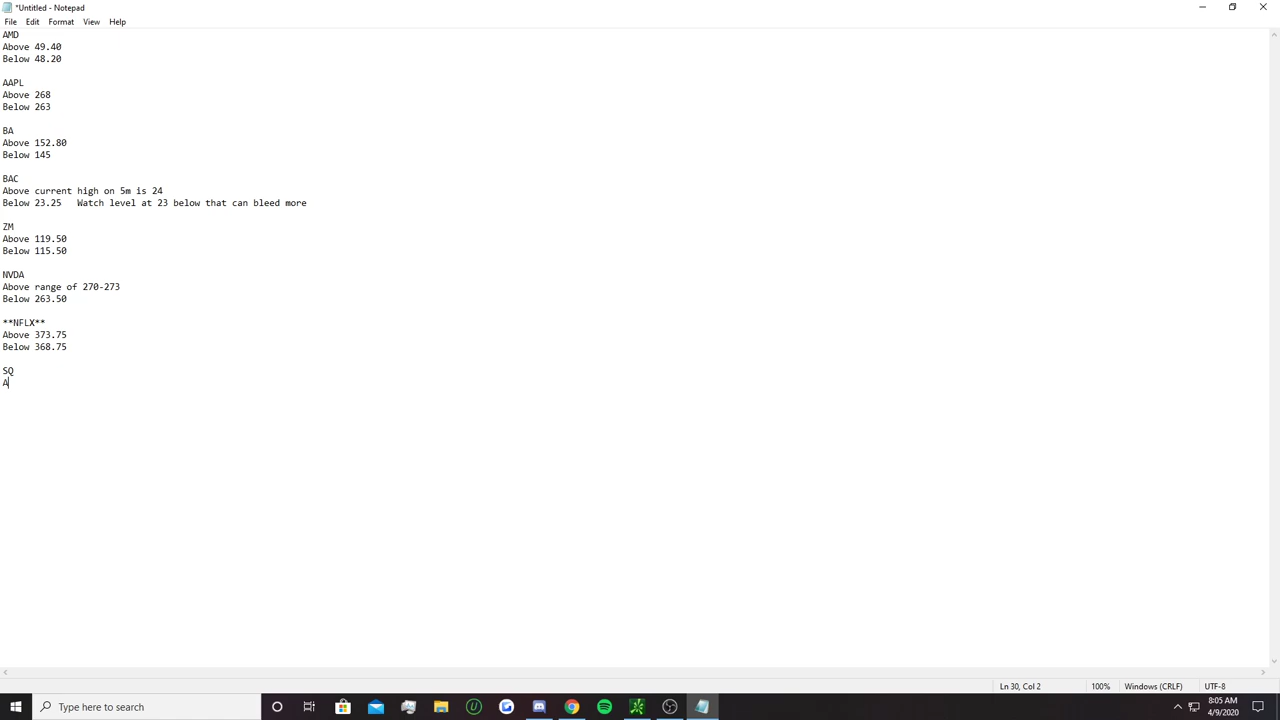 *Untitled - Notepad
File Edit Format View Help
AMD
Above 49.40
Below 48.20
AAPL
Above 268
Below 263
BA
Above 152.80
Below 145
BAC
Above current high on 5m is 24
Below 23.25   Watch level at 23 below that can bleed more
ZM
Above 119.50
Below 115.50
NVDA
Above range of 270-273
Below 263.50
**NFLX**
Above 373.75
Below 368.75
SQ
A
Ln 30, Col 2 100% Windows (CRLF) UTF-8
Type here to search
8:05 AM
4/9/2020